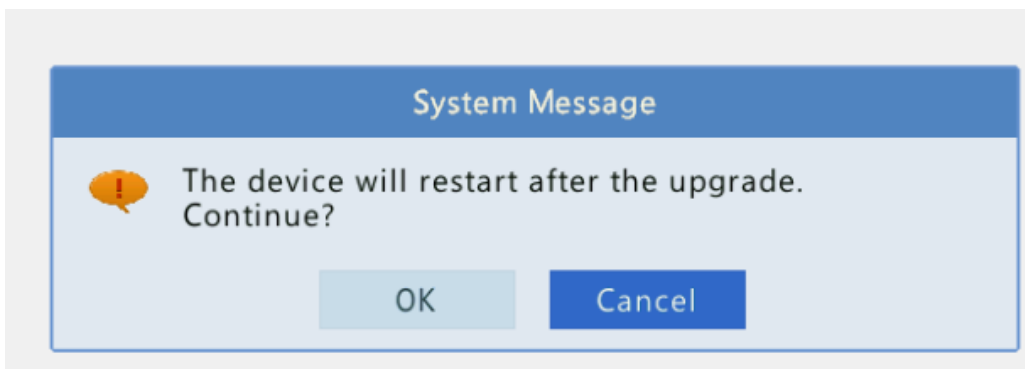 System Message
The device will restart after the upgrade.
Continue?
OK
Cancel